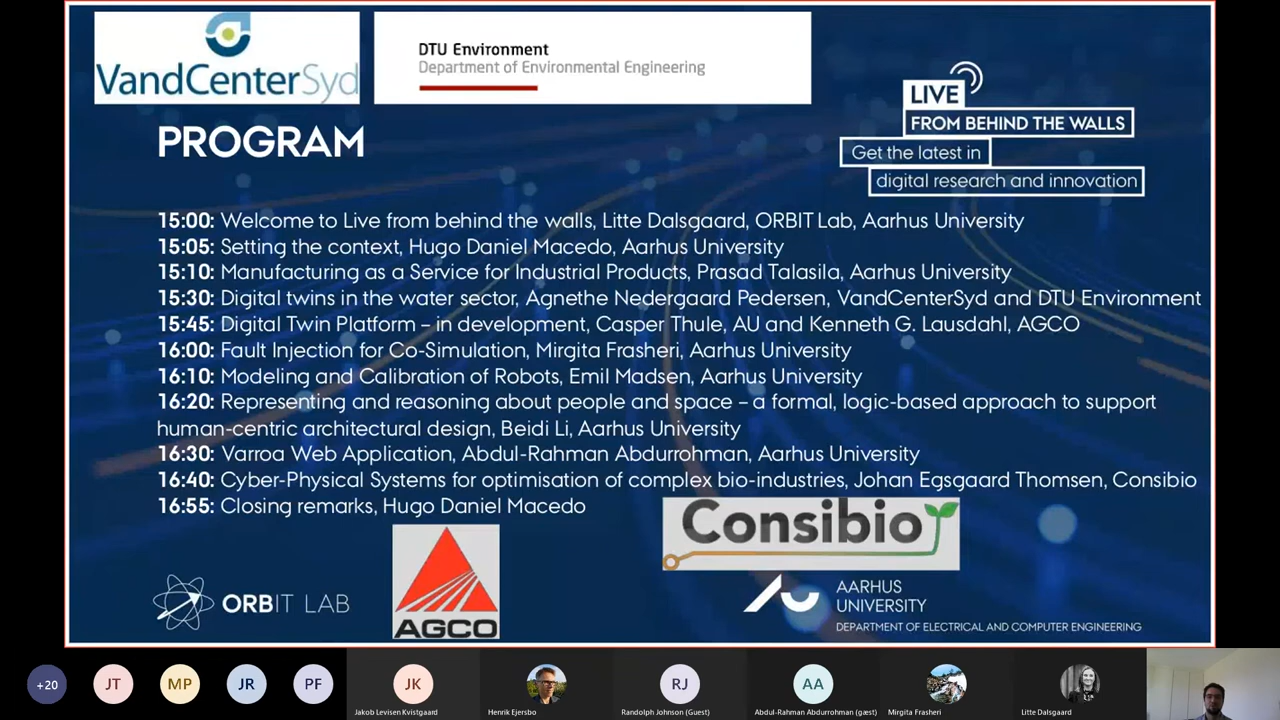 VandCenterSyd
DTU Environment
Department of Environmental Engineering
LIVE
FROM BEHIND THE WALLS
Get the latest in
digital research and innovation
PROGRAM
15:00: Welcome to Live from behind the walls, Litte Dalsgaard, ORBIT Lab, Aarhus University
15:05: Setting the context, Hugo Daniel Macedo, Aarhus University
15:10: Manufacturing as a Service for Industrial Products, Prasad Talasila, Aarhus University
15:30: Digital twins in the water sector, Agnethe Nedergaard Pedersen, VandCenterSyd and DTU Environment
15:45: Digital Twin Platform – in development, Casper Thule, AU and Kenneth G. Lausdahl, AGCO
16:00: Fault Injection for Co-Simulation, Mirgita Frasheri, Aarhus University
16:10: Modeling and Calibration of Robots, Emil Madsen, Aarhus University
16:20: Representing and reasoning about people and space – a formal, logic-based approach to support
human-centric architectural design, Beidi Li, Aarhus University
16:30: Varroa Web Application, Abdul-Rahman Abdurrohman, Aarhus University
16:40: Cyber-Physical Systems for optimisation of complex bio-industries, Johan Egsgaard Thomsen, Consibio
16:55: Closing remarks, Hugo Daniel Macedo
Consibio
ORBIT LAB
AGCO
AARHUS
UNIVERSITY
DEPARTMENT OF ELECTRICAL AND COMPUTER ENGINEERING
+20
JT
MP
JR
PF
JK
RJ
AA
Jakob Levisen Kvistgaard
Henrik Ejersbo
Randolph Johnson (Guest)
Abdul-Rahman Abdurrohman (gæst)
Mirgita Frasheri
Litte Dalsgaard